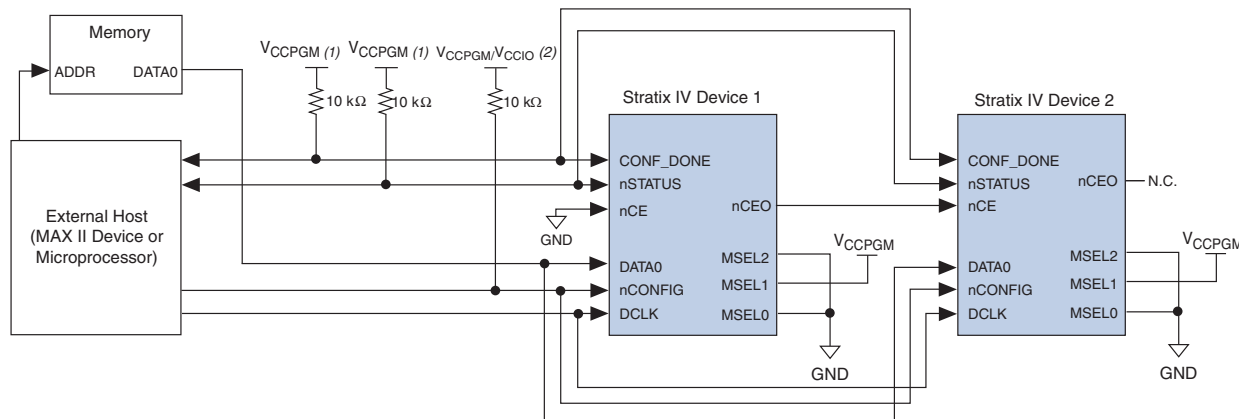 Memory
ADDR
DATA0
VCCPGM (1)
VCCPGM (1)
VCCPGM/VCCIO (2)
10 kΩ
10 kΩ
10 kΩ
External Host
(MAX II Device or
Microprocessor)
GND
Stratix IV Device 1
CONF_DONE
nSTATUS
nCE
nCEO
DATA0
nCONFIG
DCLK
MSEL2
MSEL1
MSEL0
VCCPGM
GND
Stratix IV Device 2
CONF_DONE
nSTATUS
nCE
nCEO
N.C.
DATA0
nCONFIG
DCLK
MSEL2
MSEL1
MSEL0
VCCPGM
GND